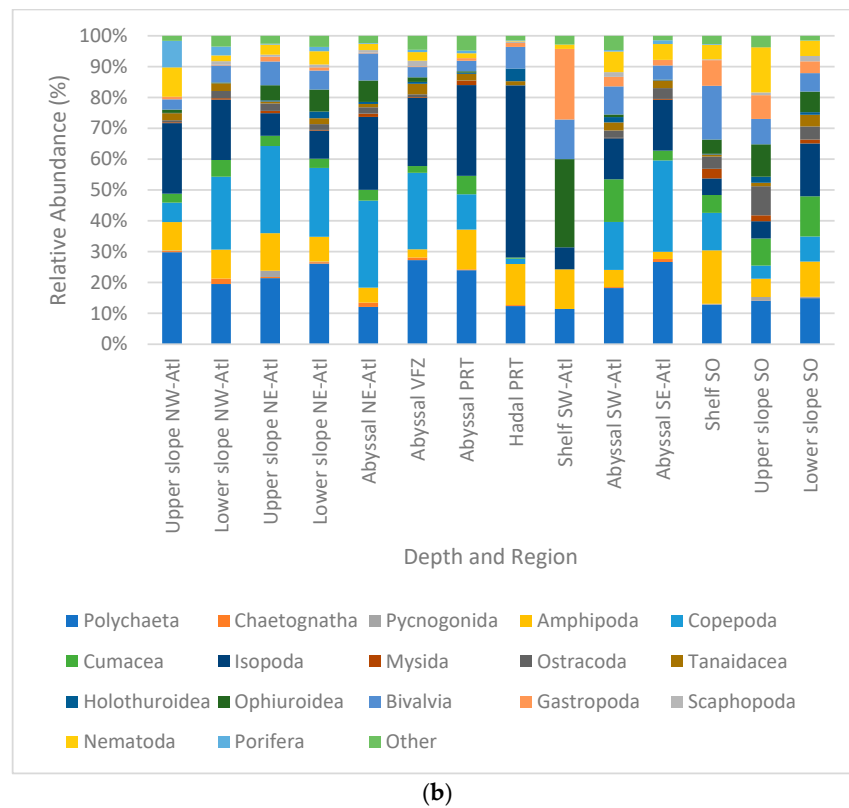 100%
90%
80%
70%
60%
50%
40%
30%
20%
10%
0%
Relative Abundance (%)
Upper slope NW-Atl
Lower slope NW-Atl
Upper slope NE-Atl
Lower slope NE-Atl
Abyssal NE-Atl
Abyssal VFZ
Abyssal PRT
Hadal PRT
Shelf SW-Atl
Abyssal SW-Atl
Abyssal SE-Atl
Shelf SO
Upper slope SO
Lower slope SO
Depth and Region
Polychaeta Chaetognatha Pycnogonida Amphipoda Copepoda
Cumacea Isopoda Mysida Ostracoda Tanaidacea
Holothuroidea Ophiuroidea Bivalvia Gastropoda Scaphopoda
Nematoda Porifera Other
(b)